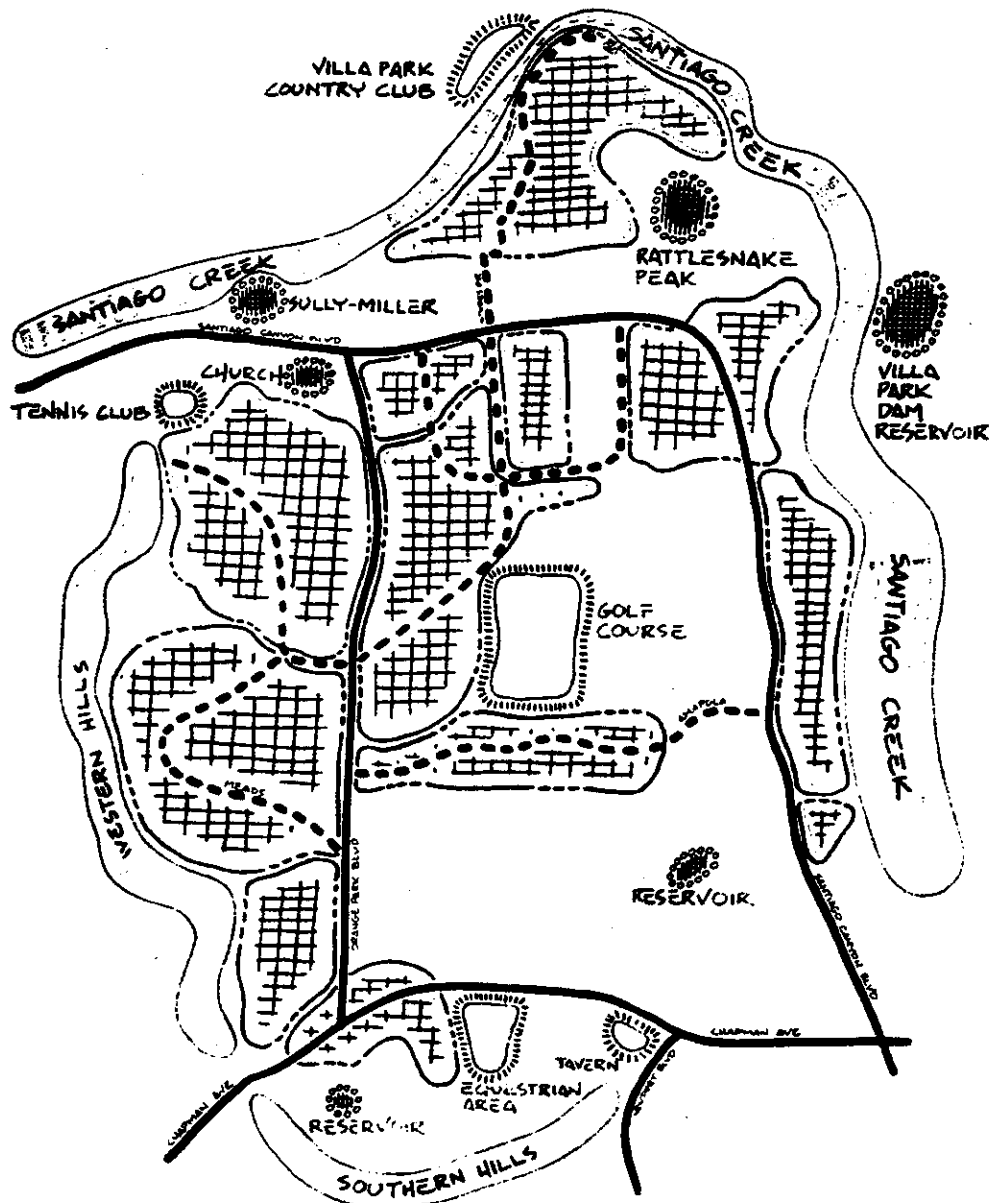 VILLA PARK
COUNTRY CLUB
SANTIAGO
CREEK
SANTIAGO CREEK
SULLY-MILLER
RATTLESNAKE
PEAK
SANTIAGO CANYON BLVD
CHURCH
TENNIS CLUB
VILLA
PARK
DAM
RESERVOIR
GOLF
COURSE
SANTIAGO CREEK
WESTERN HILLS
AMAPOLA
MEADS
RESERVOIR.
ORANGE PARK BLVD
SANTIAGO CANYON BLVD
CHAPMAN AVE
TAVERN
EQUESTRIAN
AREA
CHAPMAN AVE
RESERVOIR
SOUTHERN HILLS